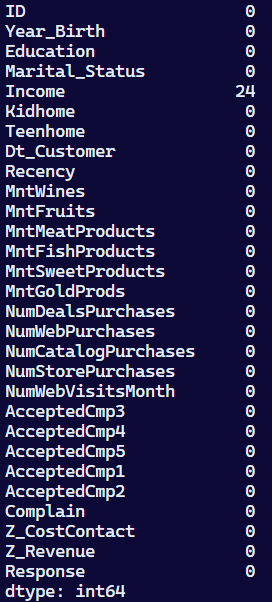 ID 0
Year_Birth 0
Education 0
Marital_Status 0
Income 24
Kidhome 0
Teenhome 0
Dt_Customer 0
Recency 0
MntWines 0
MntFruits 0
MntMeatProducts 0
MntFishProducts 0
MntSweetProducts 0
MntGoldProds 0
NumDealsPurchases 0
NumWebPurchases 0
NumCatalogPurchases 0
NumStorePurchases 0
NumWebVisitsMonth 0
AcceptedCmp3 0
AcceptedCmp4 0
AcceptedCmp5 0
AcceptedCmp1 0
AcceptedCmp2 0
Complain 0
Z_CostContact 0
Z_Revenue 0
Response 0
dtype: int64